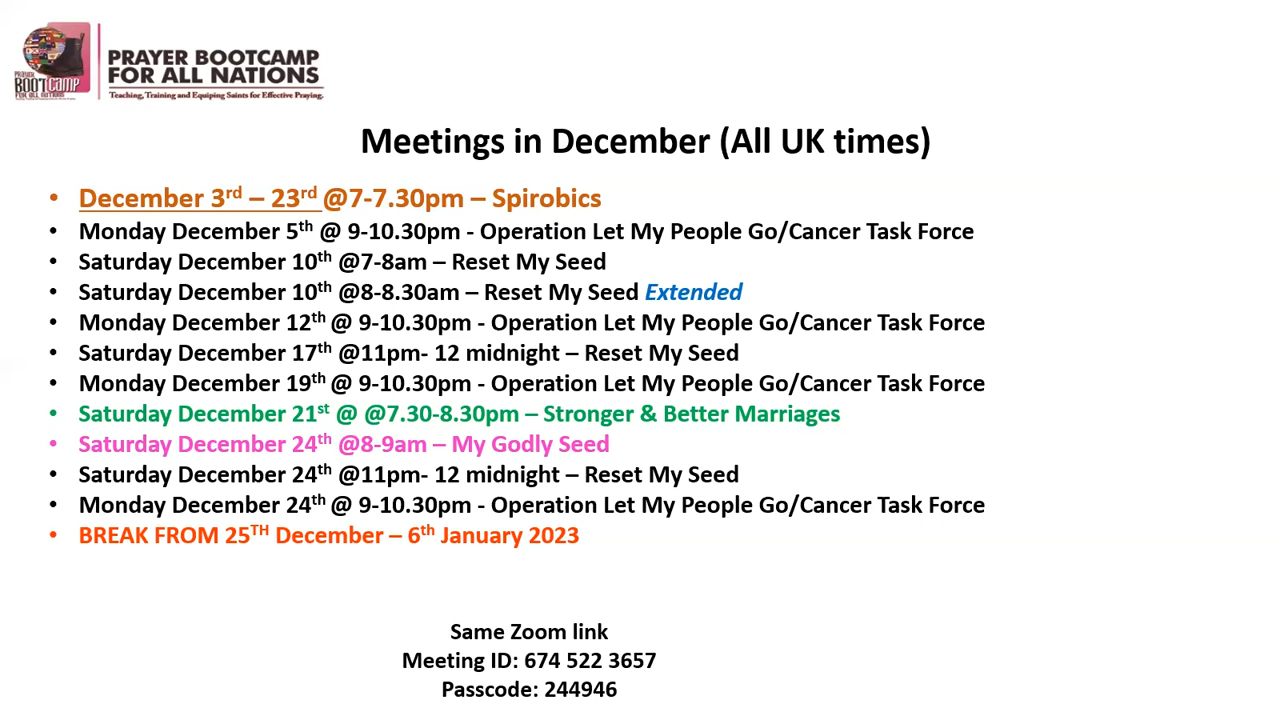 PRAYER
BOOTCamp
FOR ALL NATIONS
PRAYER BOOTCAMP
FOR ALL NATIONS
Teaching, Training and Equiping Saints for Effective Praying.
Meetings in December (All UK times)
• December 3rd – 23rd @7-7.30pm – Spirobics
• Monday December 5th @ 9-10.30pm - Operation Let My People Go/Cancer Task Force
• Saturday December 10th @7-8am – Reset My Seed
• Saturday December 10th @8-8.30am – Reset My Seed Extended
• Monday December 12th @ 9-10.30pm - Operation Let My People Go/Cancer Task Force
• Saturday December 17th @11pm- 12 midnight – Reset My Seed
• Monday December 19th @ 9-10.30pm - Operation Let My People Go/Cancer Task Force
• Saturday December 21st @ @7.30-8.30pm – Stronger & Better Marriages
• Saturday December 24th @8-9am – My Godly Seed
• Saturday December 24th @11pm- 12 midnight – Reset My Seed
• Monday December 24th @ 9-10.30pm - Operation Let My People Go/Cancer Task Force
• BREAK FROM 25TH December – 6th January 2023
Same Zoom link
Meeting ID: 674 522 3657
Passcode: 244946